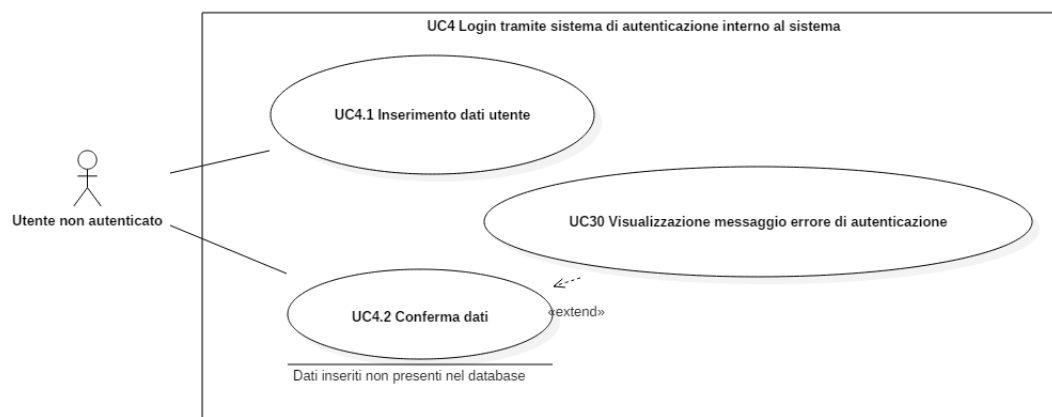 UC4 Login tramite sistema di autenticazione interno al sistema
UC4.1 Inserimento dati utente
Utente non autenticato
UC30 Visualizzazione messaggio errore di autenticazione
UC4.2 Conferma dati
«extend»
Dati inseriti non presenti nel database